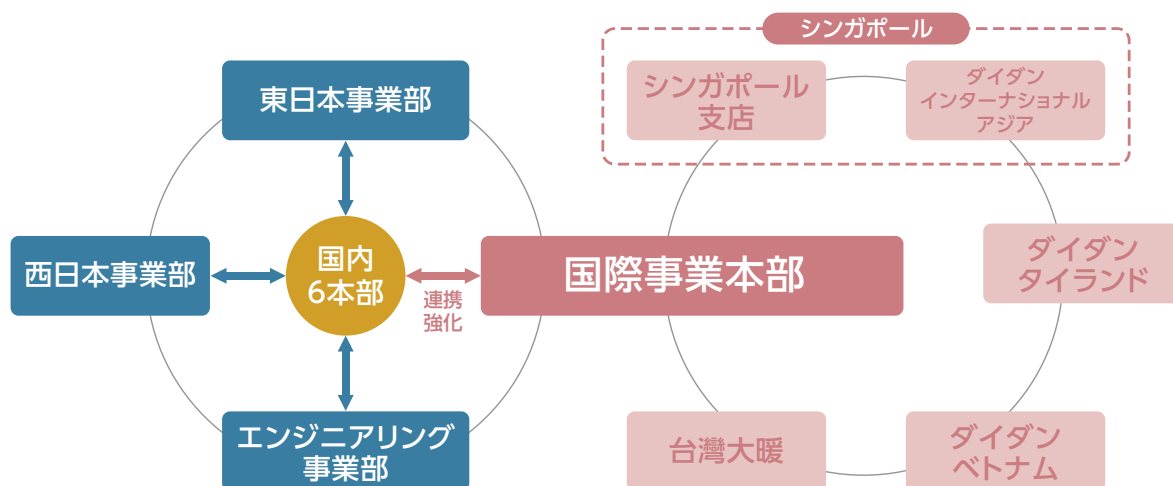 シンガポール
東日本事業部
シンガポール
支店
ダイダン
インターナショナル
アジア
西日本事業部
国内
6本部
連携
強化
国際事業本部
ダイダン
タイランド
エンジニアリング
事業部
台灣大暖
ダイダン
ベトナム